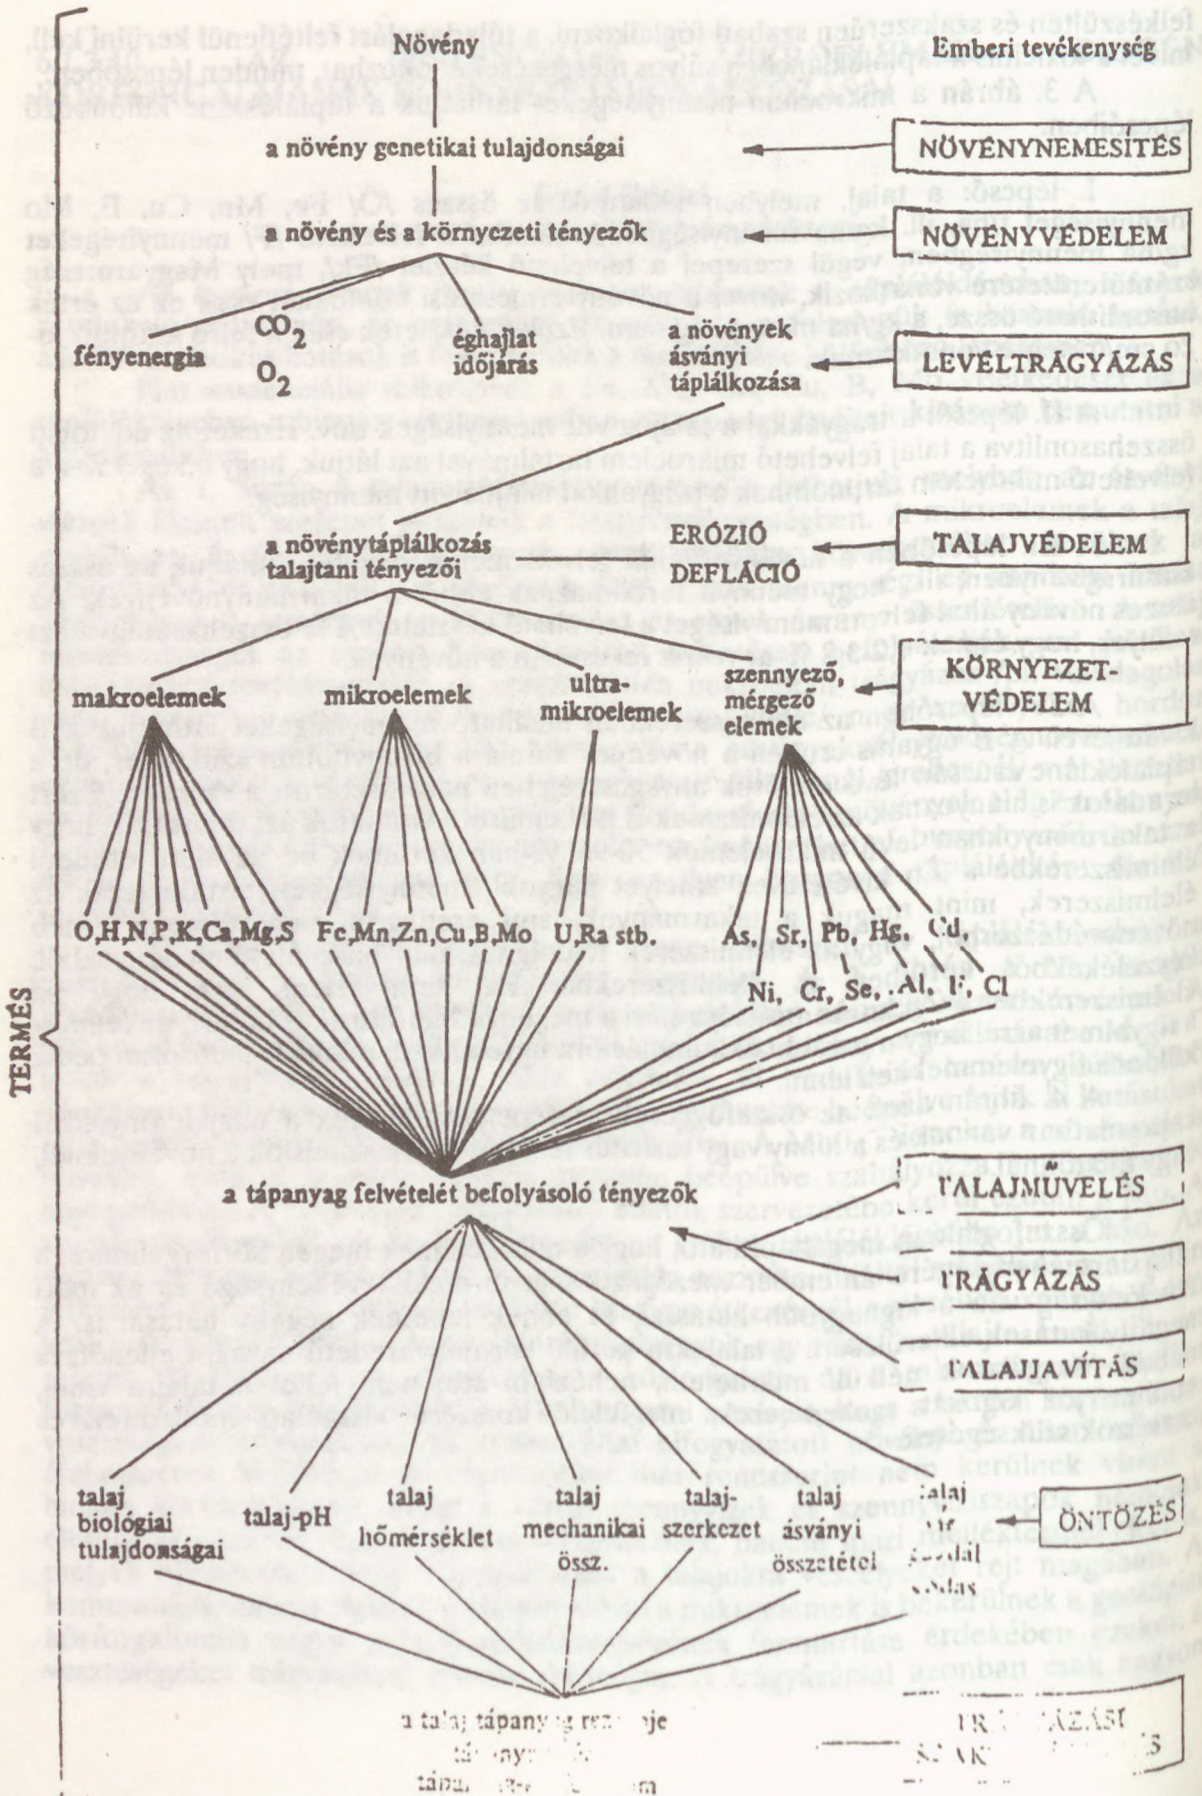 Növény
Emberi tevékenység
a növény genetikai tulajdonságai
NÖVÉNYNEMESÍTÉS
a növény és a környezeti tényezők
NÖVÉNYVÉDELEM
fényenergia
CO2
O2
éghajlat
időjárás
a növények
ásványi
táplálkozása
LEVÉLTRÁGYÁZÁS
a növénytáplálkozás
talajtani tényezői
ERÓZIÓ
DEFLÁCIÓ
TALAJVÉDELEM
makroelemek
mikroelemek
ultra-
mikroelemek
szennyező,
mérgező
elemek
KÖRNYEZET-
VÉDELEM
O,H,N,P,K,Ca,Mg,S
Fe,Mn,Zn,Cu,B,Mo
U,Ra stb.
As, Sr, Pb, Hg, Cd,
Ni, Cr, Se, Al, F, Cl
TERMÉS
a tápanyag felvételét befolyásoló tényezők
TALAJMŰVELÉS
TRÁGYÁZÁS
TALAJJAVÍTÁS
talaj
biológiai
tulajdonságai
talaj-pH
talaj
hőmérséklet
talaj
mechanikai
össz.
talaj-
szerkezet
talaj
ásványi
összetétel
talaj
ÖNTÖZÉS
a talaj